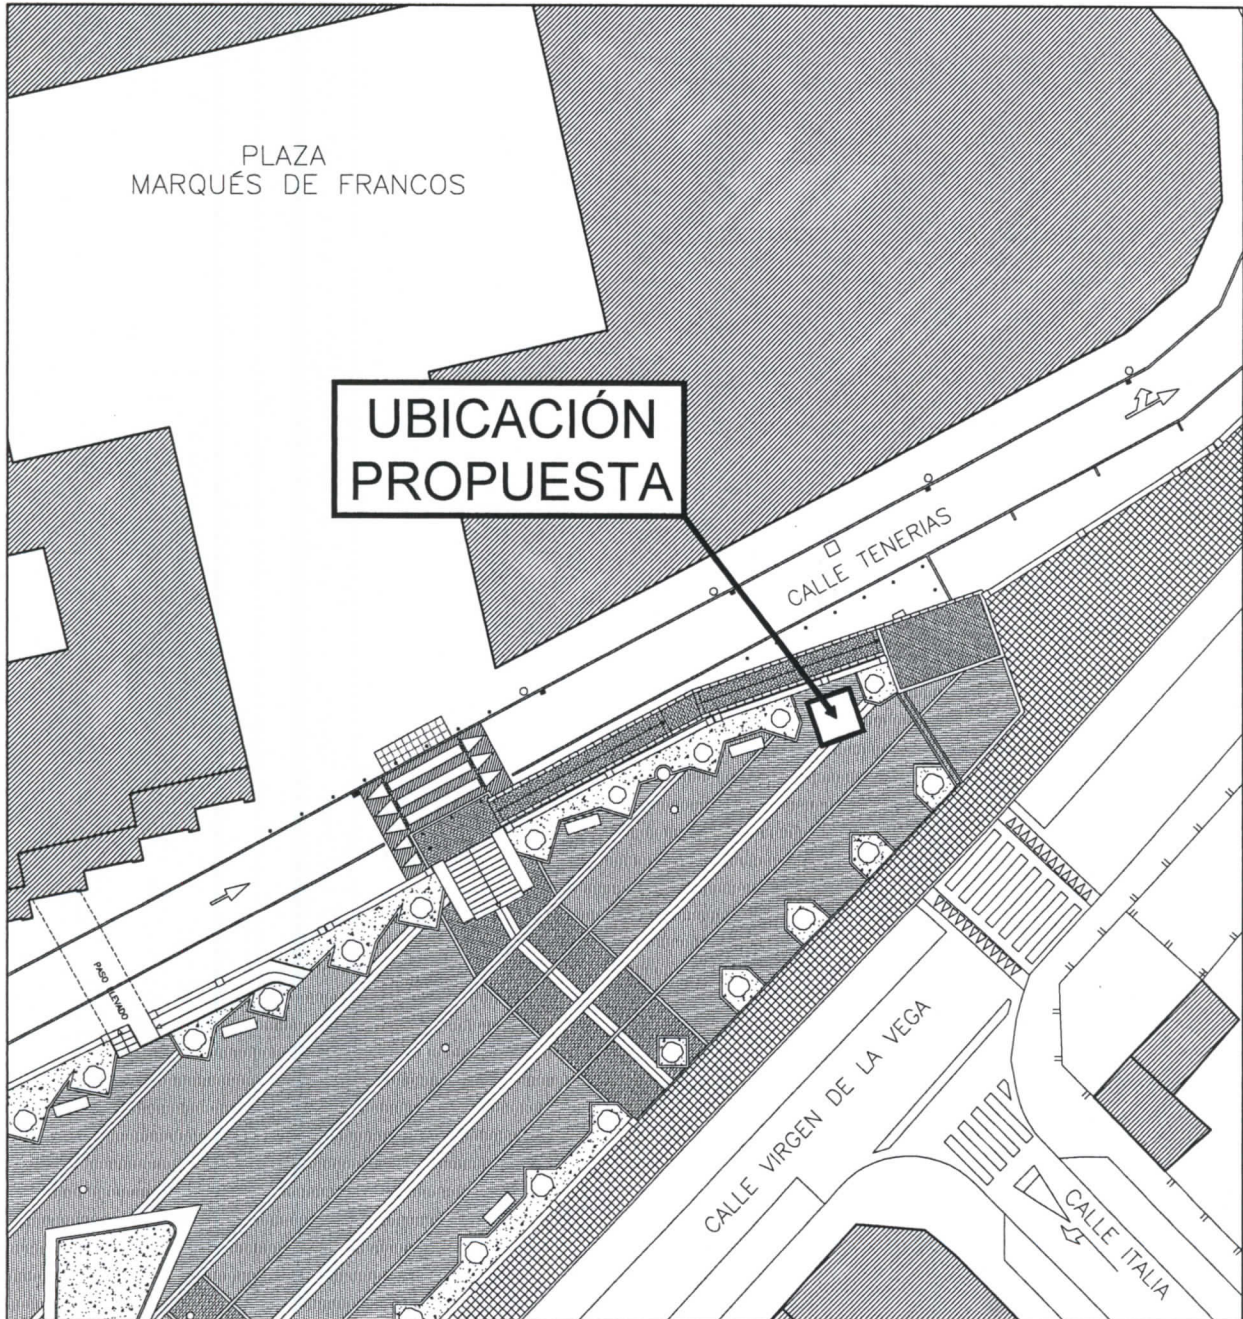 PLAZA
MARQUÉS DE FRANCOS
UBICACIÓN
PROPUESTA
CALLE TENERIAS
PASO ELEVADO
CALLE VIRGEN DE LA VEGA
CALLE ITALIA